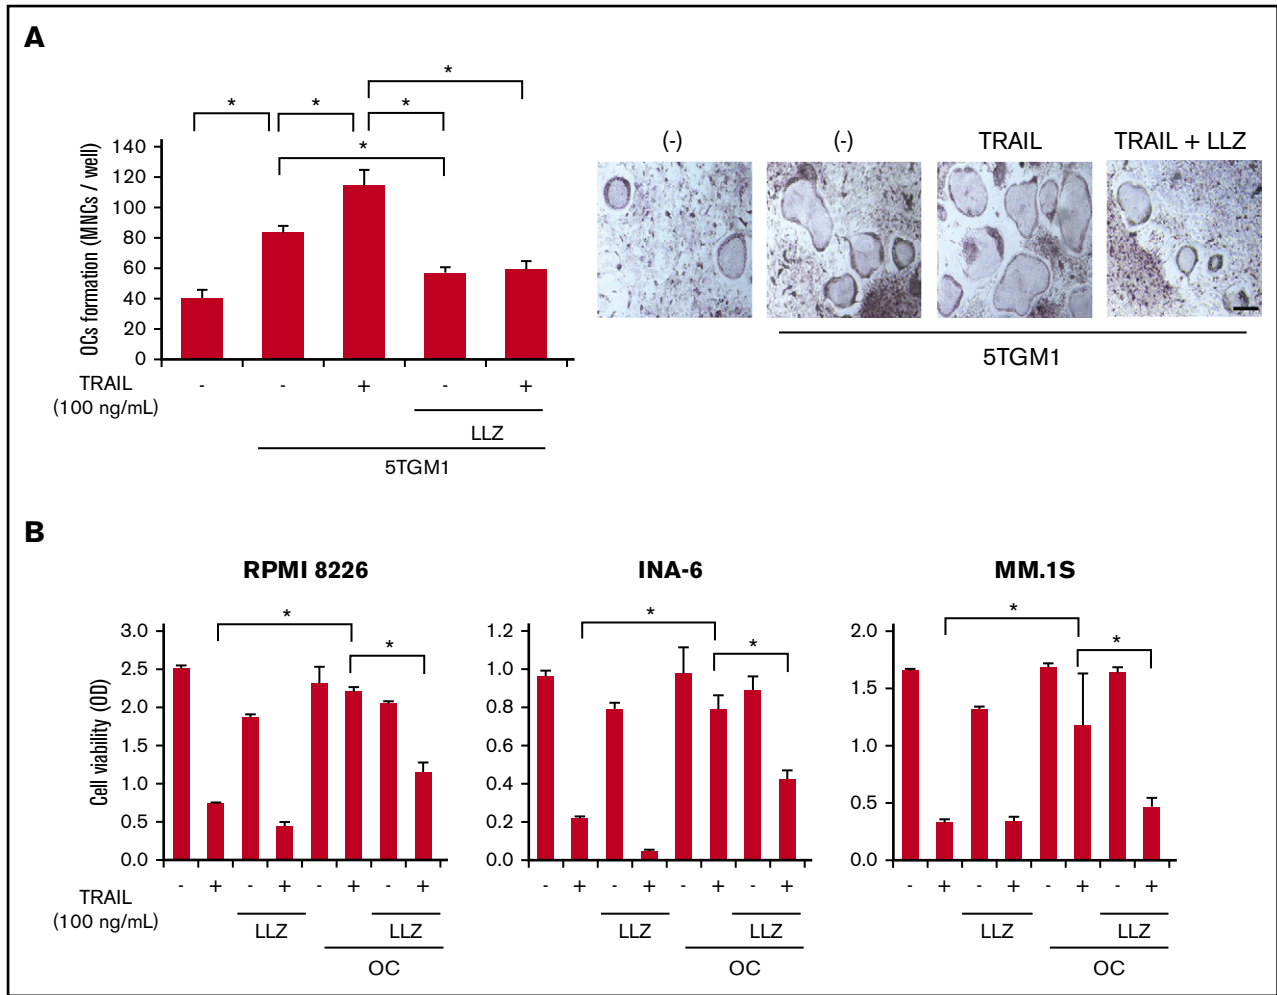 A
* * * *
*
OCs formation (MNCs / well)
140
120
100
80
60
40
20
0
TRAIL
(100 ng/mL)
- - + - +
LLZ
5TGM1
(-) (-) TRAIL TRAIL + LLZ
5TGM1
B
RPMI 8226
Cell viability (OD)
3.0
2.5
2.0
1.5
1.0
0.5
0.0
* *
TRAIL
(100 ng/mL)
- + - + - + - +
LLZ LLZ
OC
INA-6
1.2
1.0
0.8
0.6
0.4
0.2
0.0
* *
- + - + - + - +
LLZ LLZ
OC
MM.1S
2.0
1.5
1.0
0.5
0.0
* *
- + - + - + - +
LLZ LLZ
OC